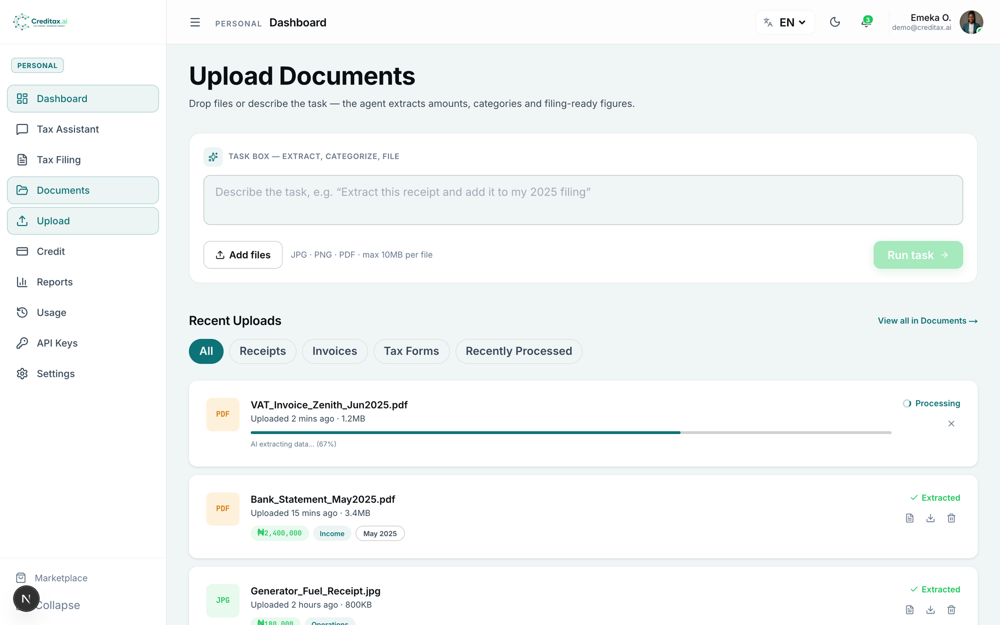 Creditax.ai
TAX SMART. BORROW SMART.
PERSONAL
Dashboard
Tax Assistant
Tax Filing
Documents
Upload
Credit
Reports
Usage
API Keys
Settings
Marketplace
N
Collapse
PERSONAL Dashboard
EN
3
Emeka O.
demo@creditax.ai
Upload Documents
Drop files or describe the task — the agent extracts amounts, categories and filing-ready figures.
TASK BOX — EXTRACT, CATEGORIZE, FILE
Describe the task, e.g. “Extract this receipt and add it to my 2025 filing”
Add files
JPG · PNG · PDF · max 10MB per file
Run task →
Recent Uploads
View all in Documents →
All
Receipts
Invoices
Tax Forms
Recently Processed
PDF
VAT_Invoice_Zenith_Jun2025.pdf
Uploaded 2 mins ago · 1.2MB
AI extracting data... (67%)
Processing
PDF
Bank_Statement_May2025.pdf
Uploaded 15 mins ago · 3.4MB
₦2,400,000
Income
May 2025
Extracted
JPG
Generator_Fuel_Receipt.jpg
Uploaded 2 hours ago · 800KB
₦180,000
Operations
Extracted